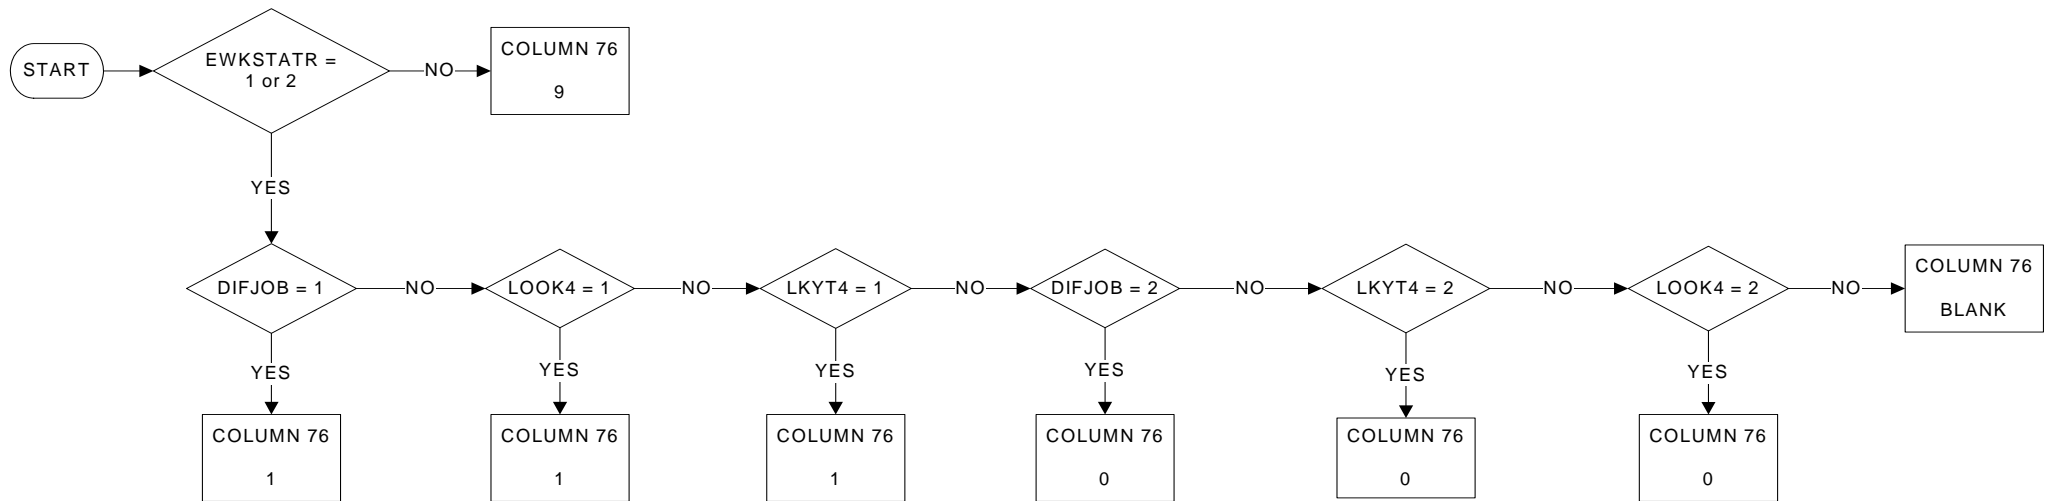 START
EWKSTATR =
1 or 2
NO
COLUMN 76
9
YES
DIFJOB = 1
NO
LOOK4 = 1
NO
LKYT4 = 1
NO
DIFJOB = 2
NO
LKYT4 = 2
NO
LOOK4 = 2
NO
COLUMN 76
BLANK
YES
YES
YES
YES
YES
YES
COLUMN 76
1
COLUMN 76
1
COLUMN 76
1
COLUMN 76
0
COLUMN 76
0
COLUMN 76
0